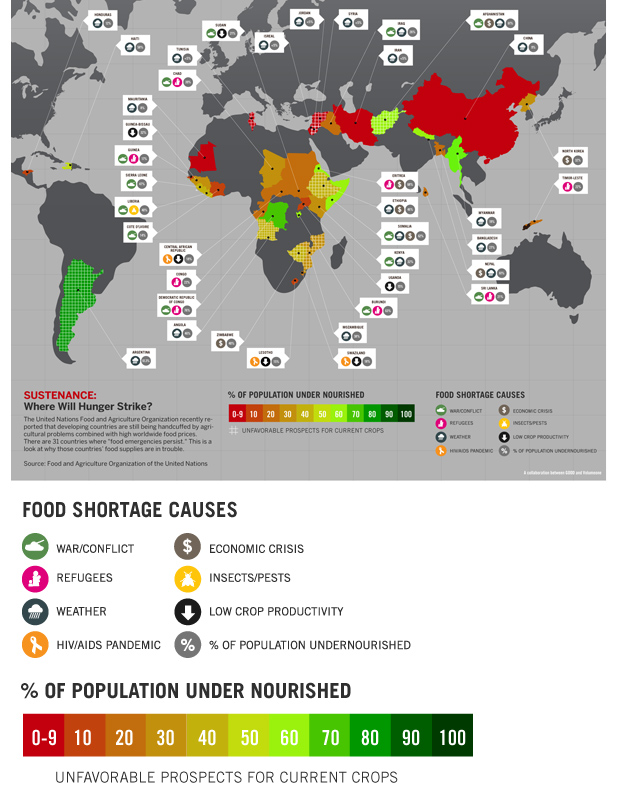 HONDURAS
HAITI
SUDAN
TUNISIA
ISRAEL
CHAD
JORDAN
SYRIA
IRAQ
IRAN
AFGHANISTAN
CHINA
MAURITANIA
GUINEA-BISSAU
GUINEA
SIERRA LEONE
LIBERIA
COTE D'IVOIRE
CENTRAL AFRICAN
REPUBLIC
CONGO
DEMOCRATIC REPUBLIC
OF CONGO
ANGOLA
ARGENTINA
ZIMBABWE
LESOTHO
SWAZILAND
MOZAMBIQUE
BURUNDI
UGANDA
KENYA
SOMALIA
ETHIOPIA
ERITREA
NORTH KOREA
TIMOR-LESTE
MYANMAR
BANGLADESH
NEPAL
SRI LANKA
SUSTENANCE:
Where Will Hunger Strike?
The United Nations Food and Agriculture Organization recently re-
ported that developing countries are still being handcuffed by agri-
cultural problems combined with high worldwide food prices.
There are 31 countries where "food emergencies persist." This is a
look at why those countries' food supplies are in trouble.
Source: Food and Agriculture Organization of the United Nations
% OF POPULATION UNDER NOURISHED
0-9 10 20 30 40 50 60 70 80 90 100
UNFAVORABLE PROSPECTS FOR CURRENT CROPS
FOOD SHORTAGE CAUSES
WAR/CONFLICT
REFUGEES
WEATHER
HIV/AIDS PANDEMIC
$ ECONOMIC CRISIS
INSECTS/PESTS
LOW CROP PRODUCTIVITY
% % OF POPULATION UNDERNOURISHED
A collaboration between GOOD and
FOOD SHORTAGE CAUSES
WAR/CONFLICT
REFUGEES
WEATHER
HIV/AIDS PANDEMIC
$ ECONOMIC CRISIS
INSECTS/PESTS
LOW CROP PRODUCTIVITY
% % OF POPULATION UNDERNOURISHED
% OF POPULATION UNDER NOURISHED
0-9 10 20 30 40 50 60 70 80 90 100
UNFAVORABLE PROSPECTS FOR CURRENT CROPS